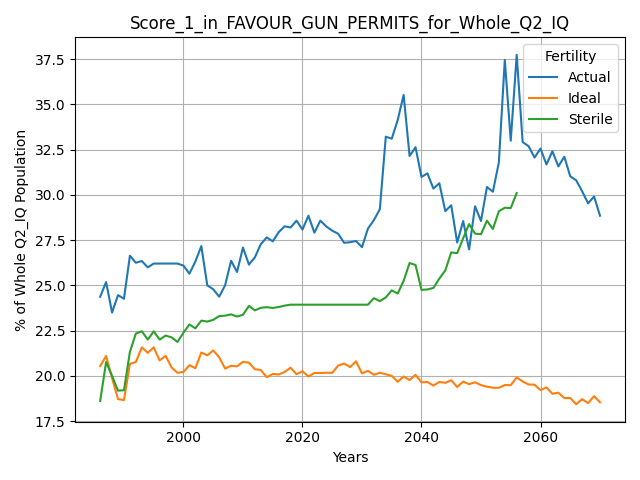 Score_1_in_FAVOUR_GUN_PERMITS_for_Whole_Q2_IQ
Fertility
Actual
Ideal
Sterile
% of Whole Q2_IQ Population
37.5
35.0
32.5
30.0
27.5
25.0
22.5
20.0
17.5
2000
2020
2040
2060
Years